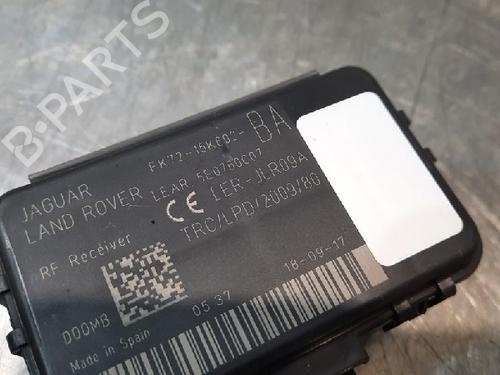 JAGUAR
LAND ROVER
FK72-15K602-BA
LEAR 5E0760C07
CE LER-JLR09A
TRC/LPD/2009/80
RF Receiver
18-09-17
05:37
D00MB
Made in Spain
B-PARTS